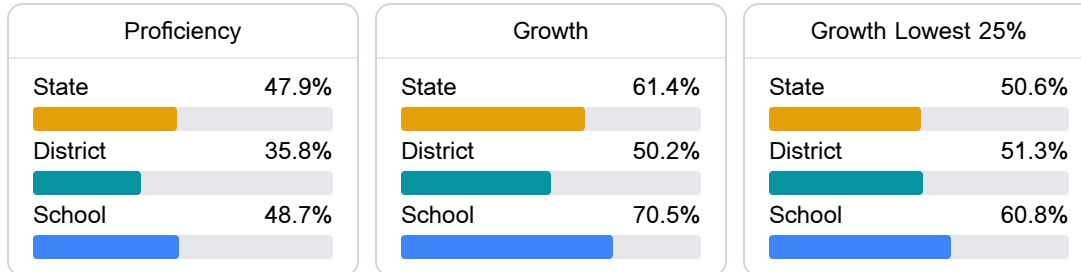 Proficiency
State 47.9%
District 35.8%
School 48.7%
Growth
State 61.4%
District 50.2%
School 70.5%
Growth Lowest 25%
State 50.6%
District 51.3%
School 60.8%